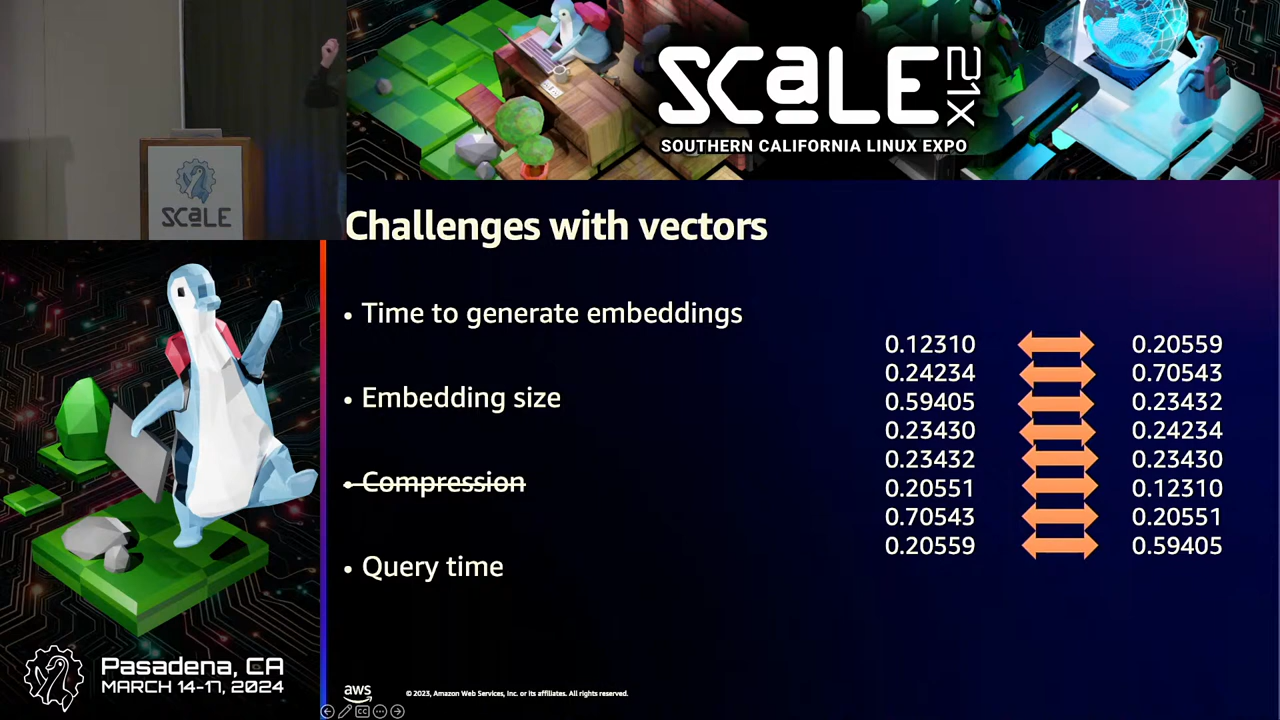 SCaLE 21X
SOUTHERN CALIFORNIA LINUX EXPO
SCaLE
Challenges with vectors
• Time to generate embeddings
• Embedding size
• Compression
• Query time
0.12310 0.20559
0.24234 0.70543
0.59405 0.23432
0.23430 0.24234
0.23432 0.23430
0.20551 0.12310
0.70543 0.20551
0.20559 0.59405
Pasadena, CA
MARCH 14-17, 2024
aws
© 2023, Amazon Web Services, Inc. or its affiliates. All rights reserved.
CC